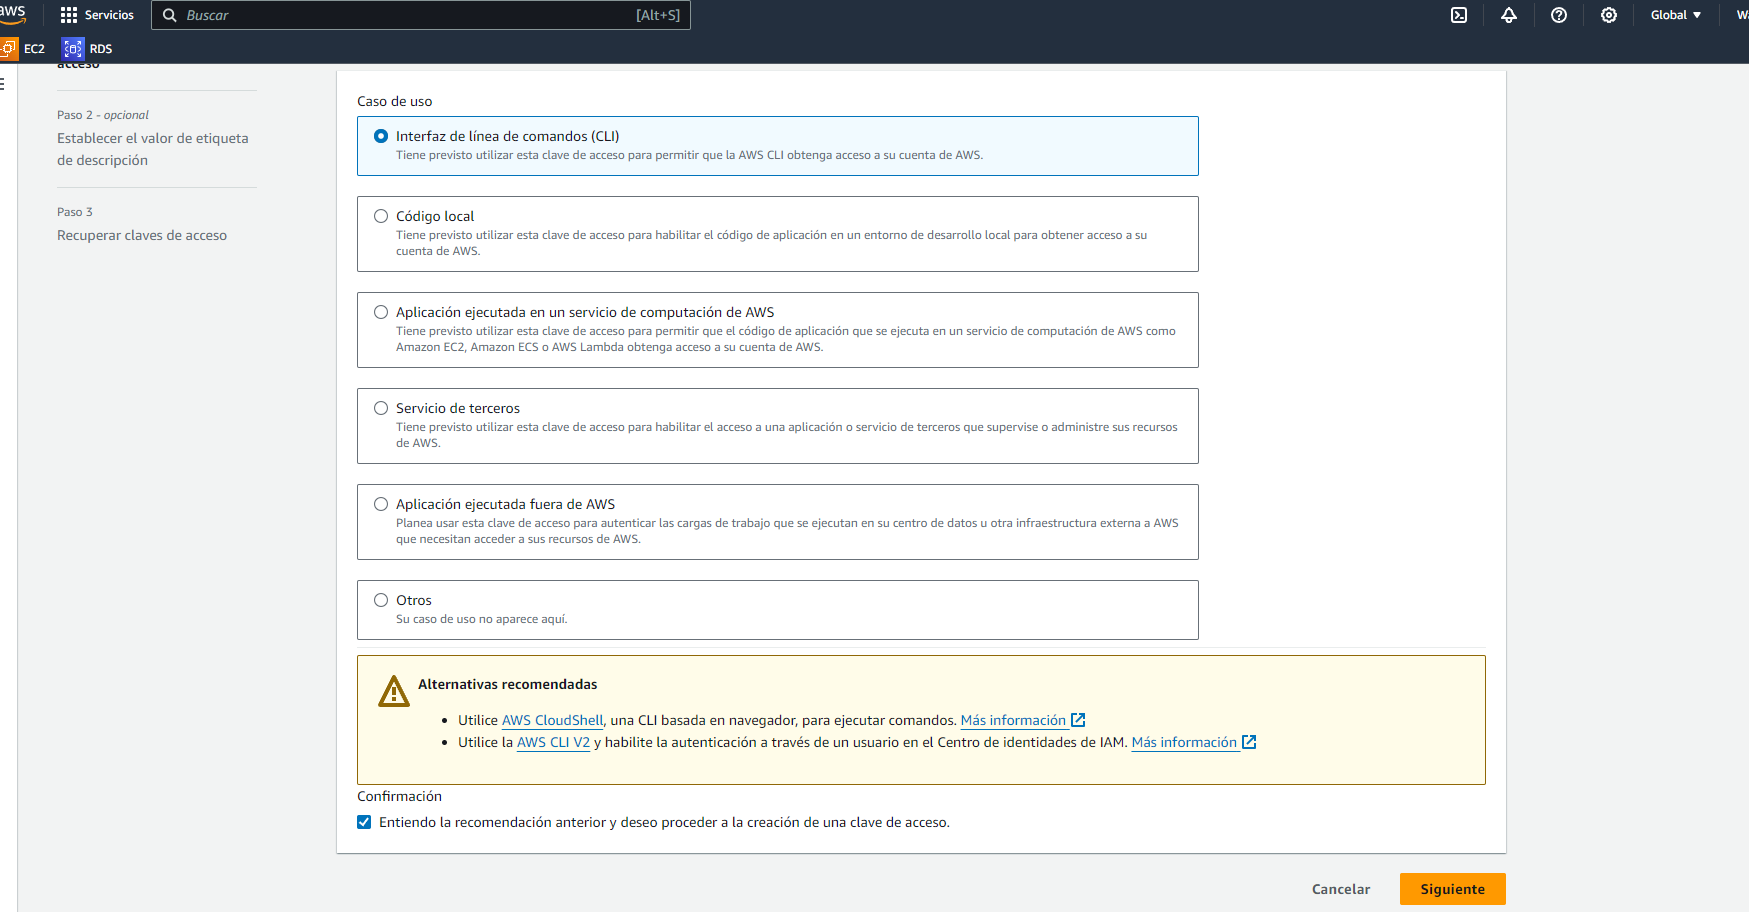 aws
Servicios
Buscar
[Alt+S]
Global
EC2
RDS
acceso
Paso 2 - opcional
Establecer el valor de etiqueta
de descripción
Paso 3
Recuperar claves de acceso
Caso de uso
Interfaz de línea de comandos (CLI)
Tiene previsto utilizar esta clave de acceso para permitir que la AWS CLI obtenga acceso a su cuenta de AWS.
Código local
Tiene previsto utilizar esta clave de acceso para habilitar el código de aplicación en un entorno de desarrollo local para obtener acceso a su
cuenta de AWS.
Aplicación ejecutada en un servicio de computación de AWS
Tiene previsto utilizar esta clave de acceso para permitir que el código de aplicación que se ejecuta en un servicio de computación de AWS como
Amazon EC2, Amazon ECS o AWS Lambda obtenga acceso a su cuenta de AWS.
Servicio de terceros
Tiene previsto utilizar esta clave de acceso para habilitar el acceso a una aplicación o servicio de terceros que supervise o administre sus recursos
de AWS.
Aplicación ejecutada fuera de AWS
Planea usar esta clave de acceso para autenticar las cargas de trabajo que se ejecutan en su centro de datos u otra infraestructura externa a AWS
que necesitan acceder a sus recursos de AWS.
Otros
Su caso de uso no aparece aquí.
Alternativas recomendadas
• Utilice AWS CloudShell, una CLI basada en navegador, para ejecutar comandos. Más información
• Utilice la AWS CLI V2 y habilite la autenticación a través de un usuario en el Centro de identidades de IAM. Más información
Confirmación
Entiendo la recomendación anterior y deseo proceder a la creación de una clave de acceso.
Cancelar
Siguiente